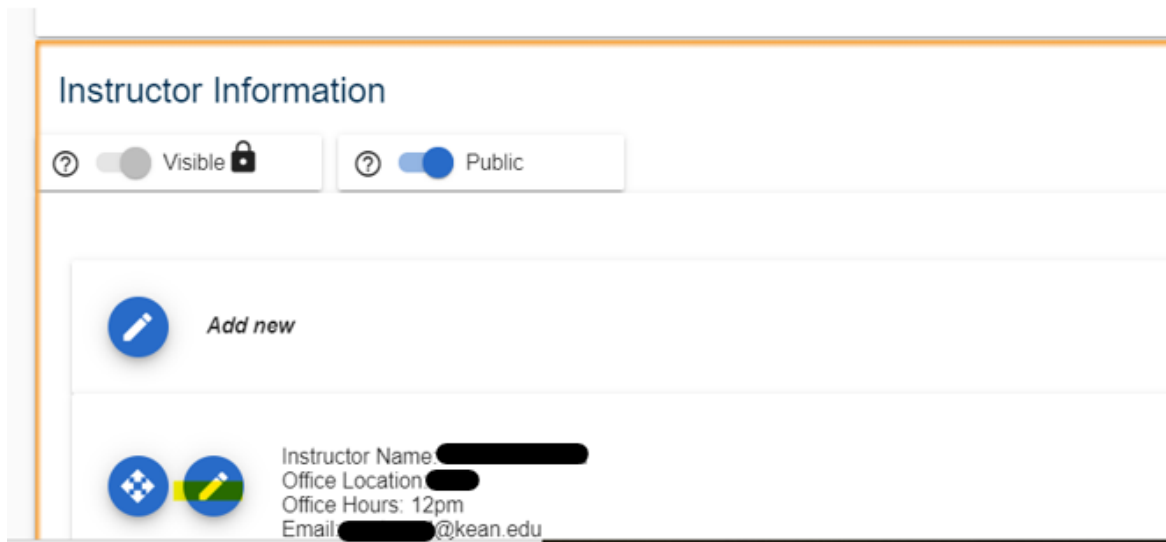 Instructor Information
Visible
Public
Add new
Instructor Name:
Office Location:
Office Hours: 12pm
Email: @kean.edu